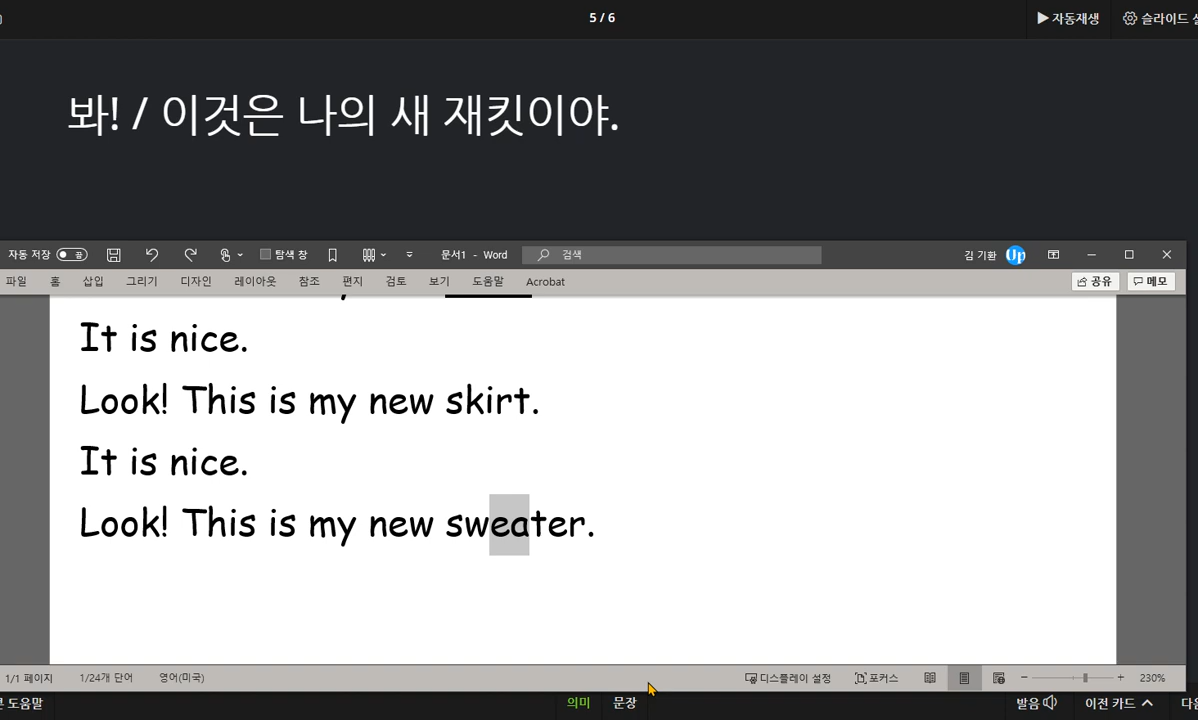 5 / 6
▶ 자동재생
슬라이드
봐! / 이것은 나의 새 재킷이야.
자동 저장 끔
탐색 창
문서1 - Word
검색
김 기환
Up
파일 홈 삽입 그리기 디자인 레이아웃 참조 편지 검토 보기 도움말 Acrobat
공유
메모
It is nice.
Look! This is my new skirt.
It is nice.
Look! This is my new sweater.
1/1 페이지
1/24개 단어
영어(미국)
디스플레이 설정
포커스
230%
도움말
의미
문장
발음
이전 카드